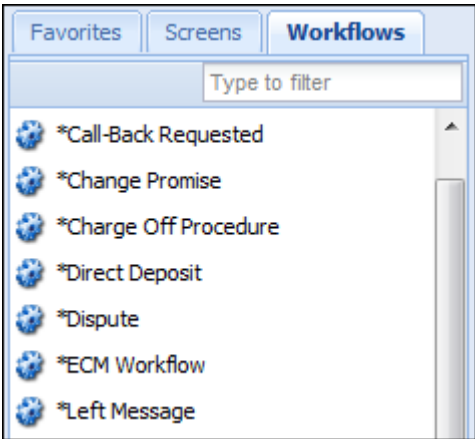 Favorites Screens Workflows
Type to filter
*Call-Back Requested
*Change Promise
*Charge Off Procedure
*Direct Deposit
*Dispute
*ECM Workflow
*Left Message